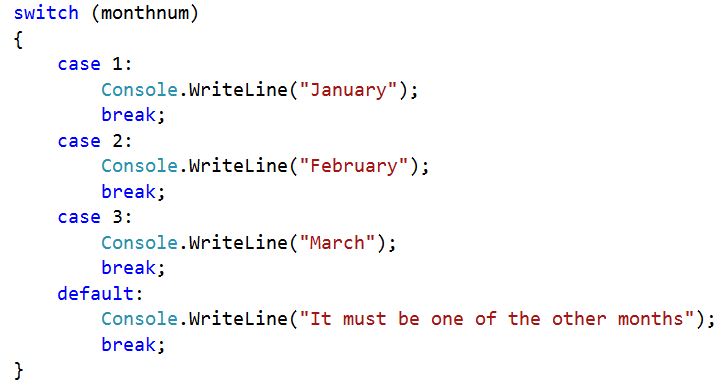 switch (monthnum)
{
    case 1:
        Console.WriteLine("January");
        break;
    case 2:
        Console.WriteLine("February");
        break;
    case 3:
        Console.WriteLine("March");
        break;
    default:
        Console.WriteLine("It must be one of the other months");
        break;
}